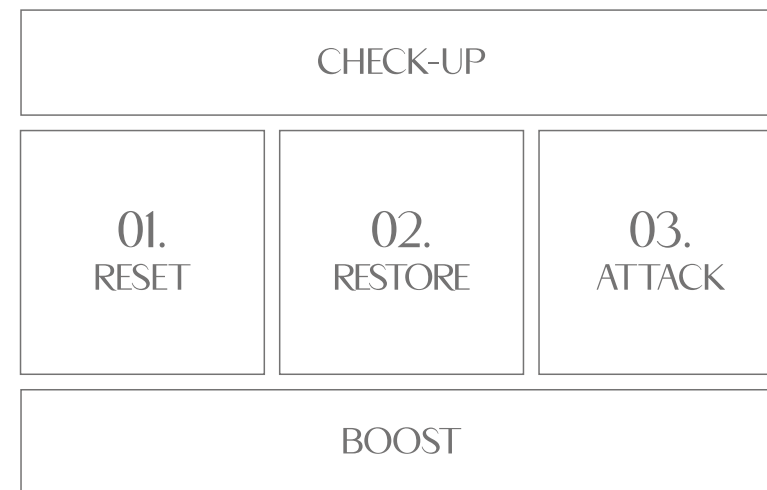 CHECK-UP
01.
RESET
02.
RESTORE
03.
ATTACK
BOOST